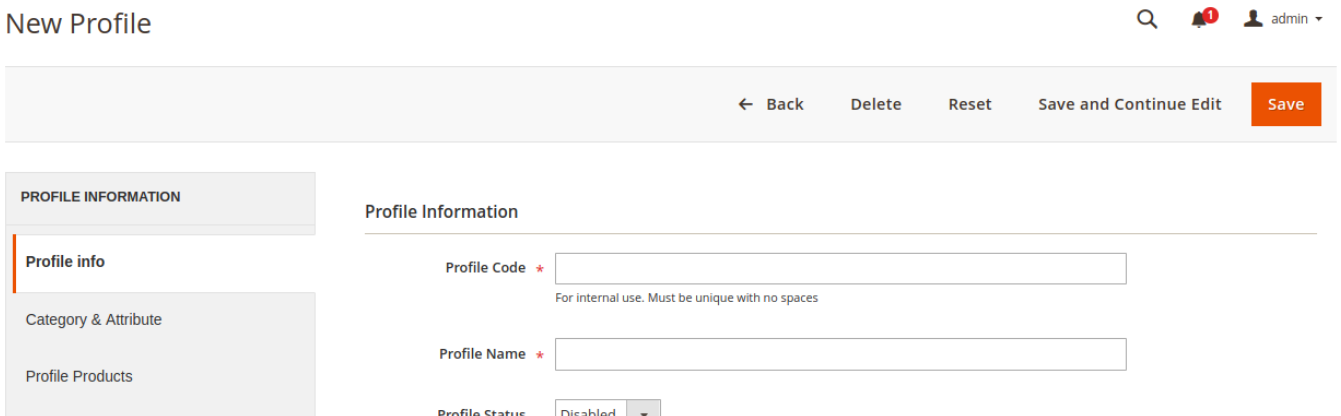 New Profile
1
admin
← Back Delete Reset Save and Continue Edit Save
PROFILE INFORMATION
Profile info
Category & Attribute
Profile Products
Profile Information
Profile Code *
For internal use. Must be unique with no spaces
Profile Name *
Profile Status Disabled